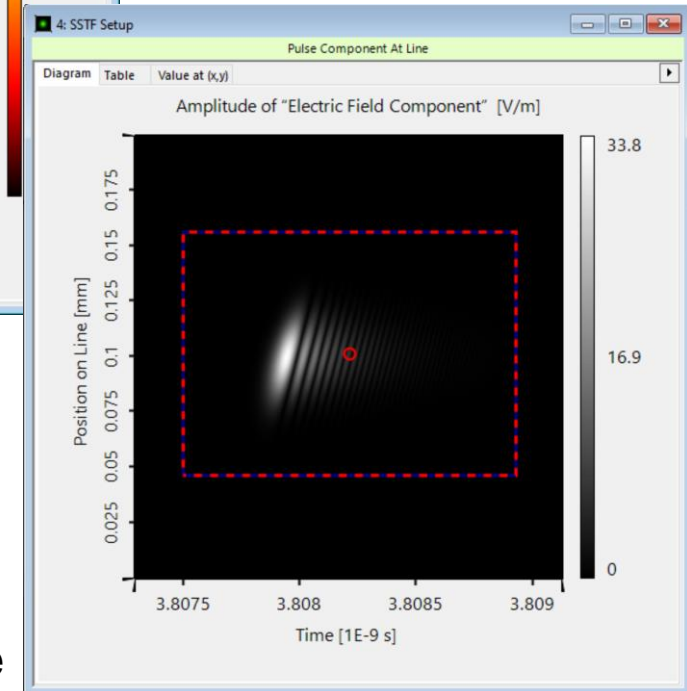 4: SSTF Setup
Pulse Component At Line
Diagram Table Value at (x,y)
Amplitude of "Electric Field Component" [V/m]
33.8
16.9
0
Position on Line [mm]
0.175
0.15
0.125
0.1
0.075
0.05
0.025
3.8075 3.808 3.8085 3.809
Time [1E-9 s]
e